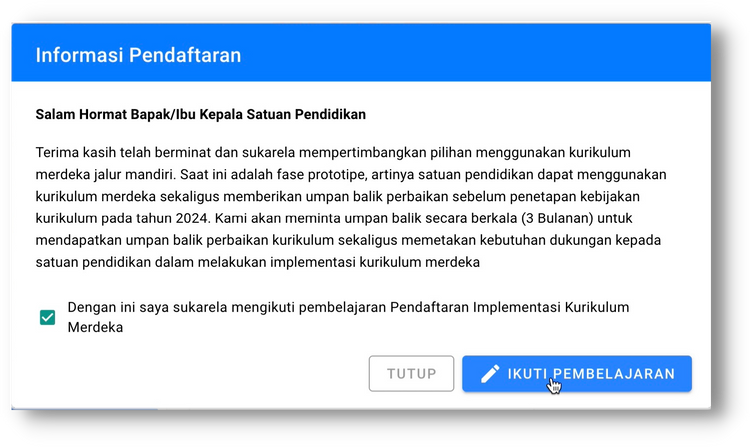 Informasi Pendaftaran
Salam Hormat Bapak/Ibu Kepala Satuan Pendidikan
Terima kasih telah berminat dan sukarela mempertimbangkan pilihan menggunakan kurikulum
merdeka jalur mandiri. Saat ini adalah fase prototipe, artinya satuan pendidikan dapat menggunakan
kurikulum merdeka sekaligus memberikan umpan balik perbaikan sebelum penetapan kebijakan
kurikulum pada tahun 2024. Kami akan meminta umpan balik secara berkala (3 Bulanan) untuk
mendapatkan umpan balik perbaikan kurikulum sekaligus memetakan kebutuhan dukungan kepada
satuan pendidikan dalam melakukan implementasi kurikulum merdeka
Dengan ini saya sukarela mengikuti pembelajaran Pendaftaran Implementasi Kurikulum
Merdeka
TUTUP
IKUTI PEMBELAJARAN